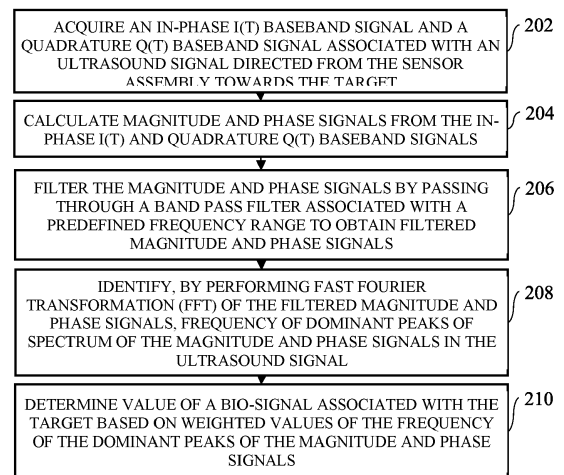 ACQUIRE AN IN-PHASE I(T) BASEBAND SIGNAL AND A
QUADRATURE Q(T) BASEBAND SIGNAL ASSOCIATED WITH AN
ULTRASOUND SIGNAL DIRECTED FROM THE SENSOR
ASSEMBLY TOWARDS THE TARGET
202
CALCULATE MAGNITUDE AND PHASE SIGNALS FROM THE IN-
PHASE I(T) AND QUADRATURE Q(T) BASEBAND SIGNALS
204
FILTER THE MAGNITUDE AND PHASE SIGNALS BY PASSING
THROUGH A BAND PASS FILTER ASSOCIATED WITH A
PREDEFINED FREQUENCY RANGE TO OBTAIN FILTERED
MAGNITUDE AND PHASE SIGNALS
206
IDENTIFY, BY PERFORMING FAST FOURIER
TRANSFORMATION (FFT) OF THE FILTERED MAGNITUDE AND
PHASE SIGNALS, FREQUENCY OF DOMINANT PEAKS OF
SPECTRUM OF THE MAGNITUDE AND PHASE SIGNALS IN THE
ULTRASOUND SIGNAL
208
DETERMINE VALUE OF A BIO-SIGNAL ASSOCIATED WITH THE
TARGET BASED ON WEIGHTED VALUES OF THE FREQUENCY
OF THE DOMINANT PEAKS OF THE MAGNITUDE AND PHASE
SIGNALS
210